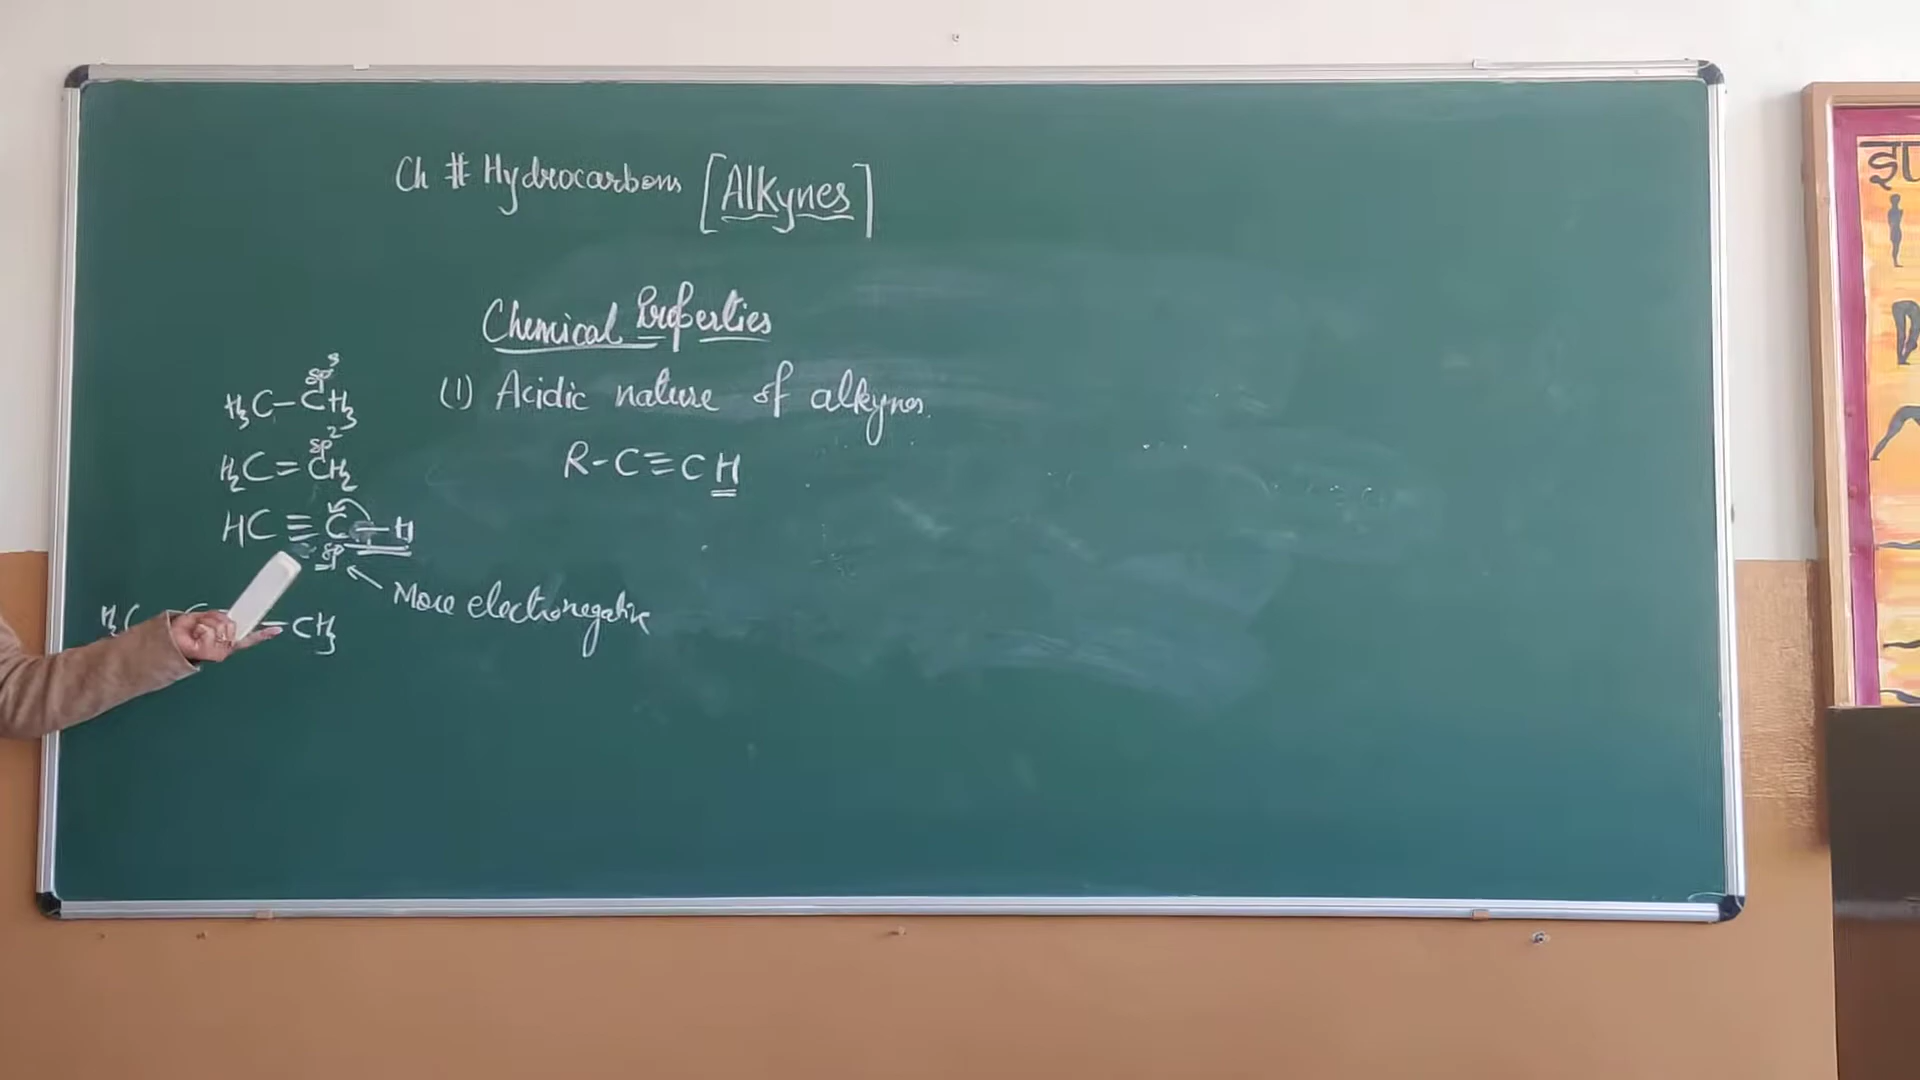 Ch # Hydrocarbons [Alkynes]
Chemical Properties
(1) Acidic nature of alkynes.
R-C≡CH
sp³
H₃C-CH₃
sp²
H₂C=CH₂
HC≡C-H
sp
More electronegative
CH₃